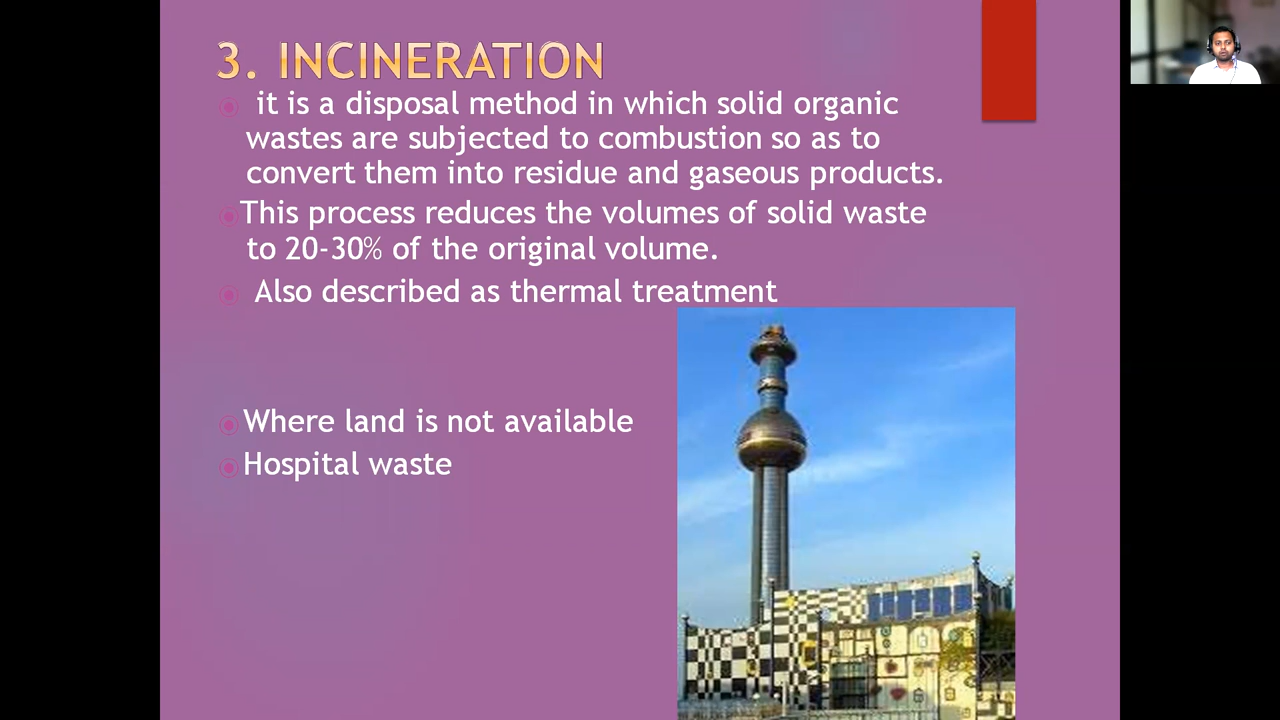 3. INCINERATION
it is a disposal method in which solid organic
wastes are subjected to combustion so as to
convert them into residue and gaseous products.
This process reduces the volumes of solid waste
to 20-30% of the original volume.
Also described as thermal treatment
Where land is not available
Hospital waste